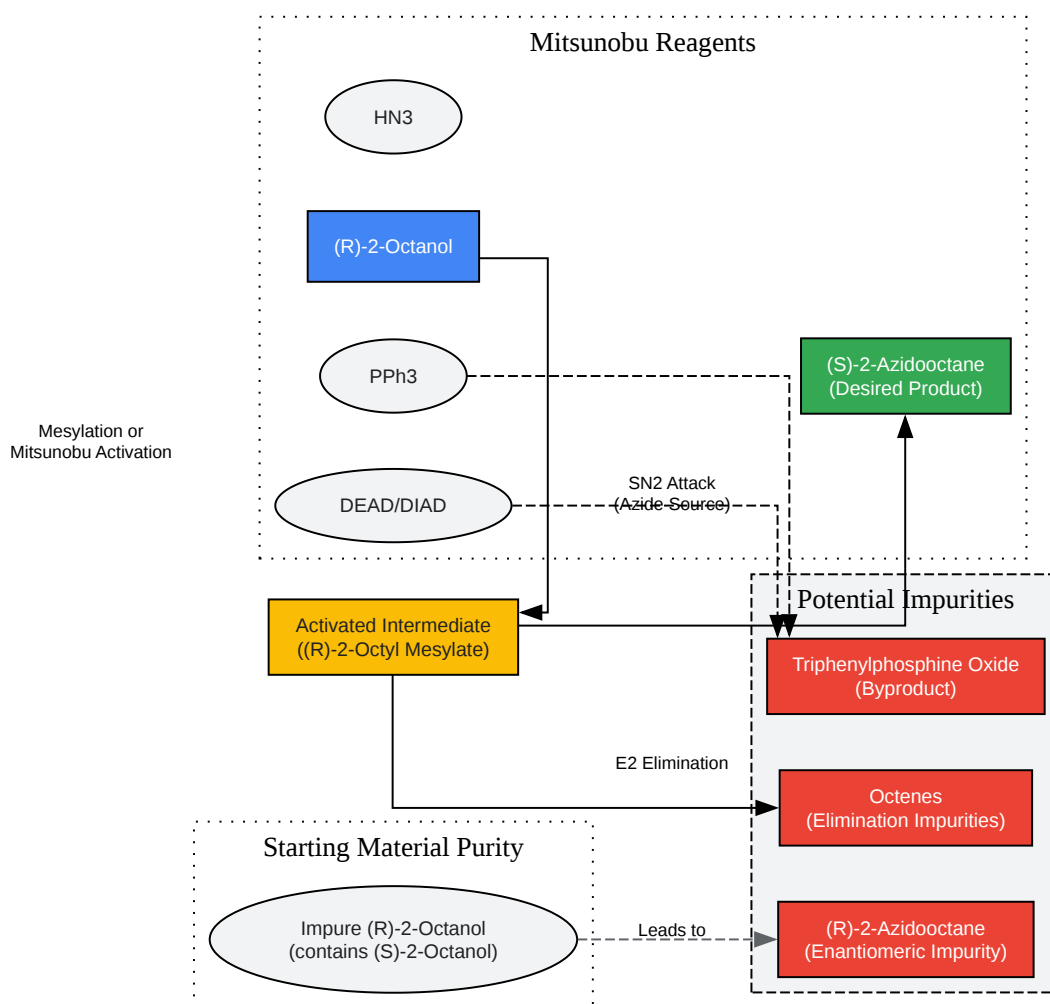 Mitsunobu Reagents
HN3
(R)-2-Octanol
PPh3
(S)-2-Azidooctane
(Desired Product)
Mesylation or
Mitsunobu Activation
DEAD/DIAD
SN2 Attack
(Azide Source)
Activated Intermediate
((R)-2-Octyl Mesylate)
Potential Impurities
Triphenylphosphine Oxide
(Byproduct)
E2 Elimination
Octenes
(Elimination Impurities)
Starting Material Purity
Impure (R)-2-Octanol
(contains (S)-2-Octanol)
Leads to
(R)-2-Azidooctane
(Enantiomeric Impurity)